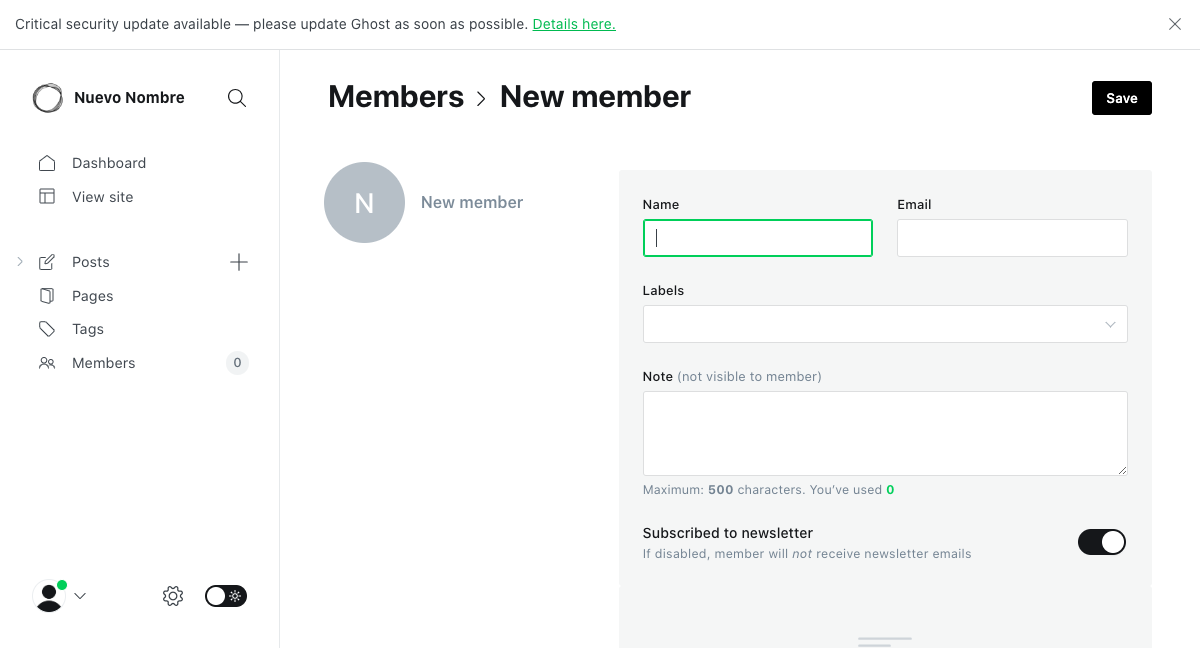 Critical security update available — please update Ghost as soon as possible. Details here.
Nuevo Nombre
Dashboard
View site
Posts
Pages
Tags
Members 0
Members > New member
Save
N New member
Name
Email
Labels
Note (not visible to member)
Maximum: 500 characters. You’ve used 0
Subscribed to newsletter
If disabled, member will not receive newsletter emails